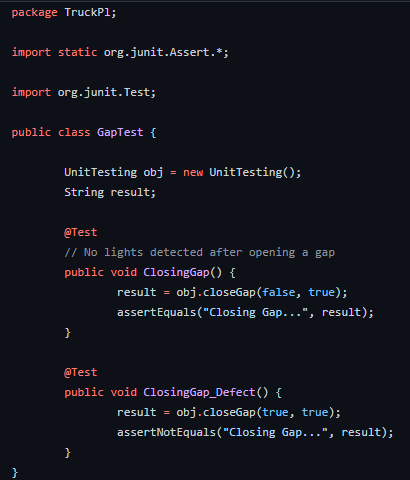 package TruckPl;
import static org.junit.Assert.*;
import org.junit.Test;
public class GapTest {
UnitTesting obj = new UnitTesting();
String result;
@Test
// No lights detected after opening a gap
public void ClosingGap() {
result = obj.closeGap(false, true);
assertEquals("Closing Gap...", result);
}
@Test
public void ClosingGap_Defect() {
result = obj.closeGap(true, true);
assertNotEquals("Closing Gap...", result);
}
}